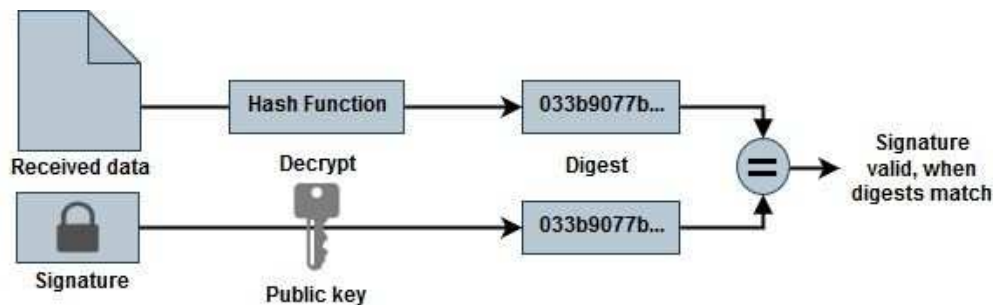 Hash Function
033b9077b...
Received data
Decrypt
Digest
Signature
valid, when
digests match
033b9077b...
Signature
Public key